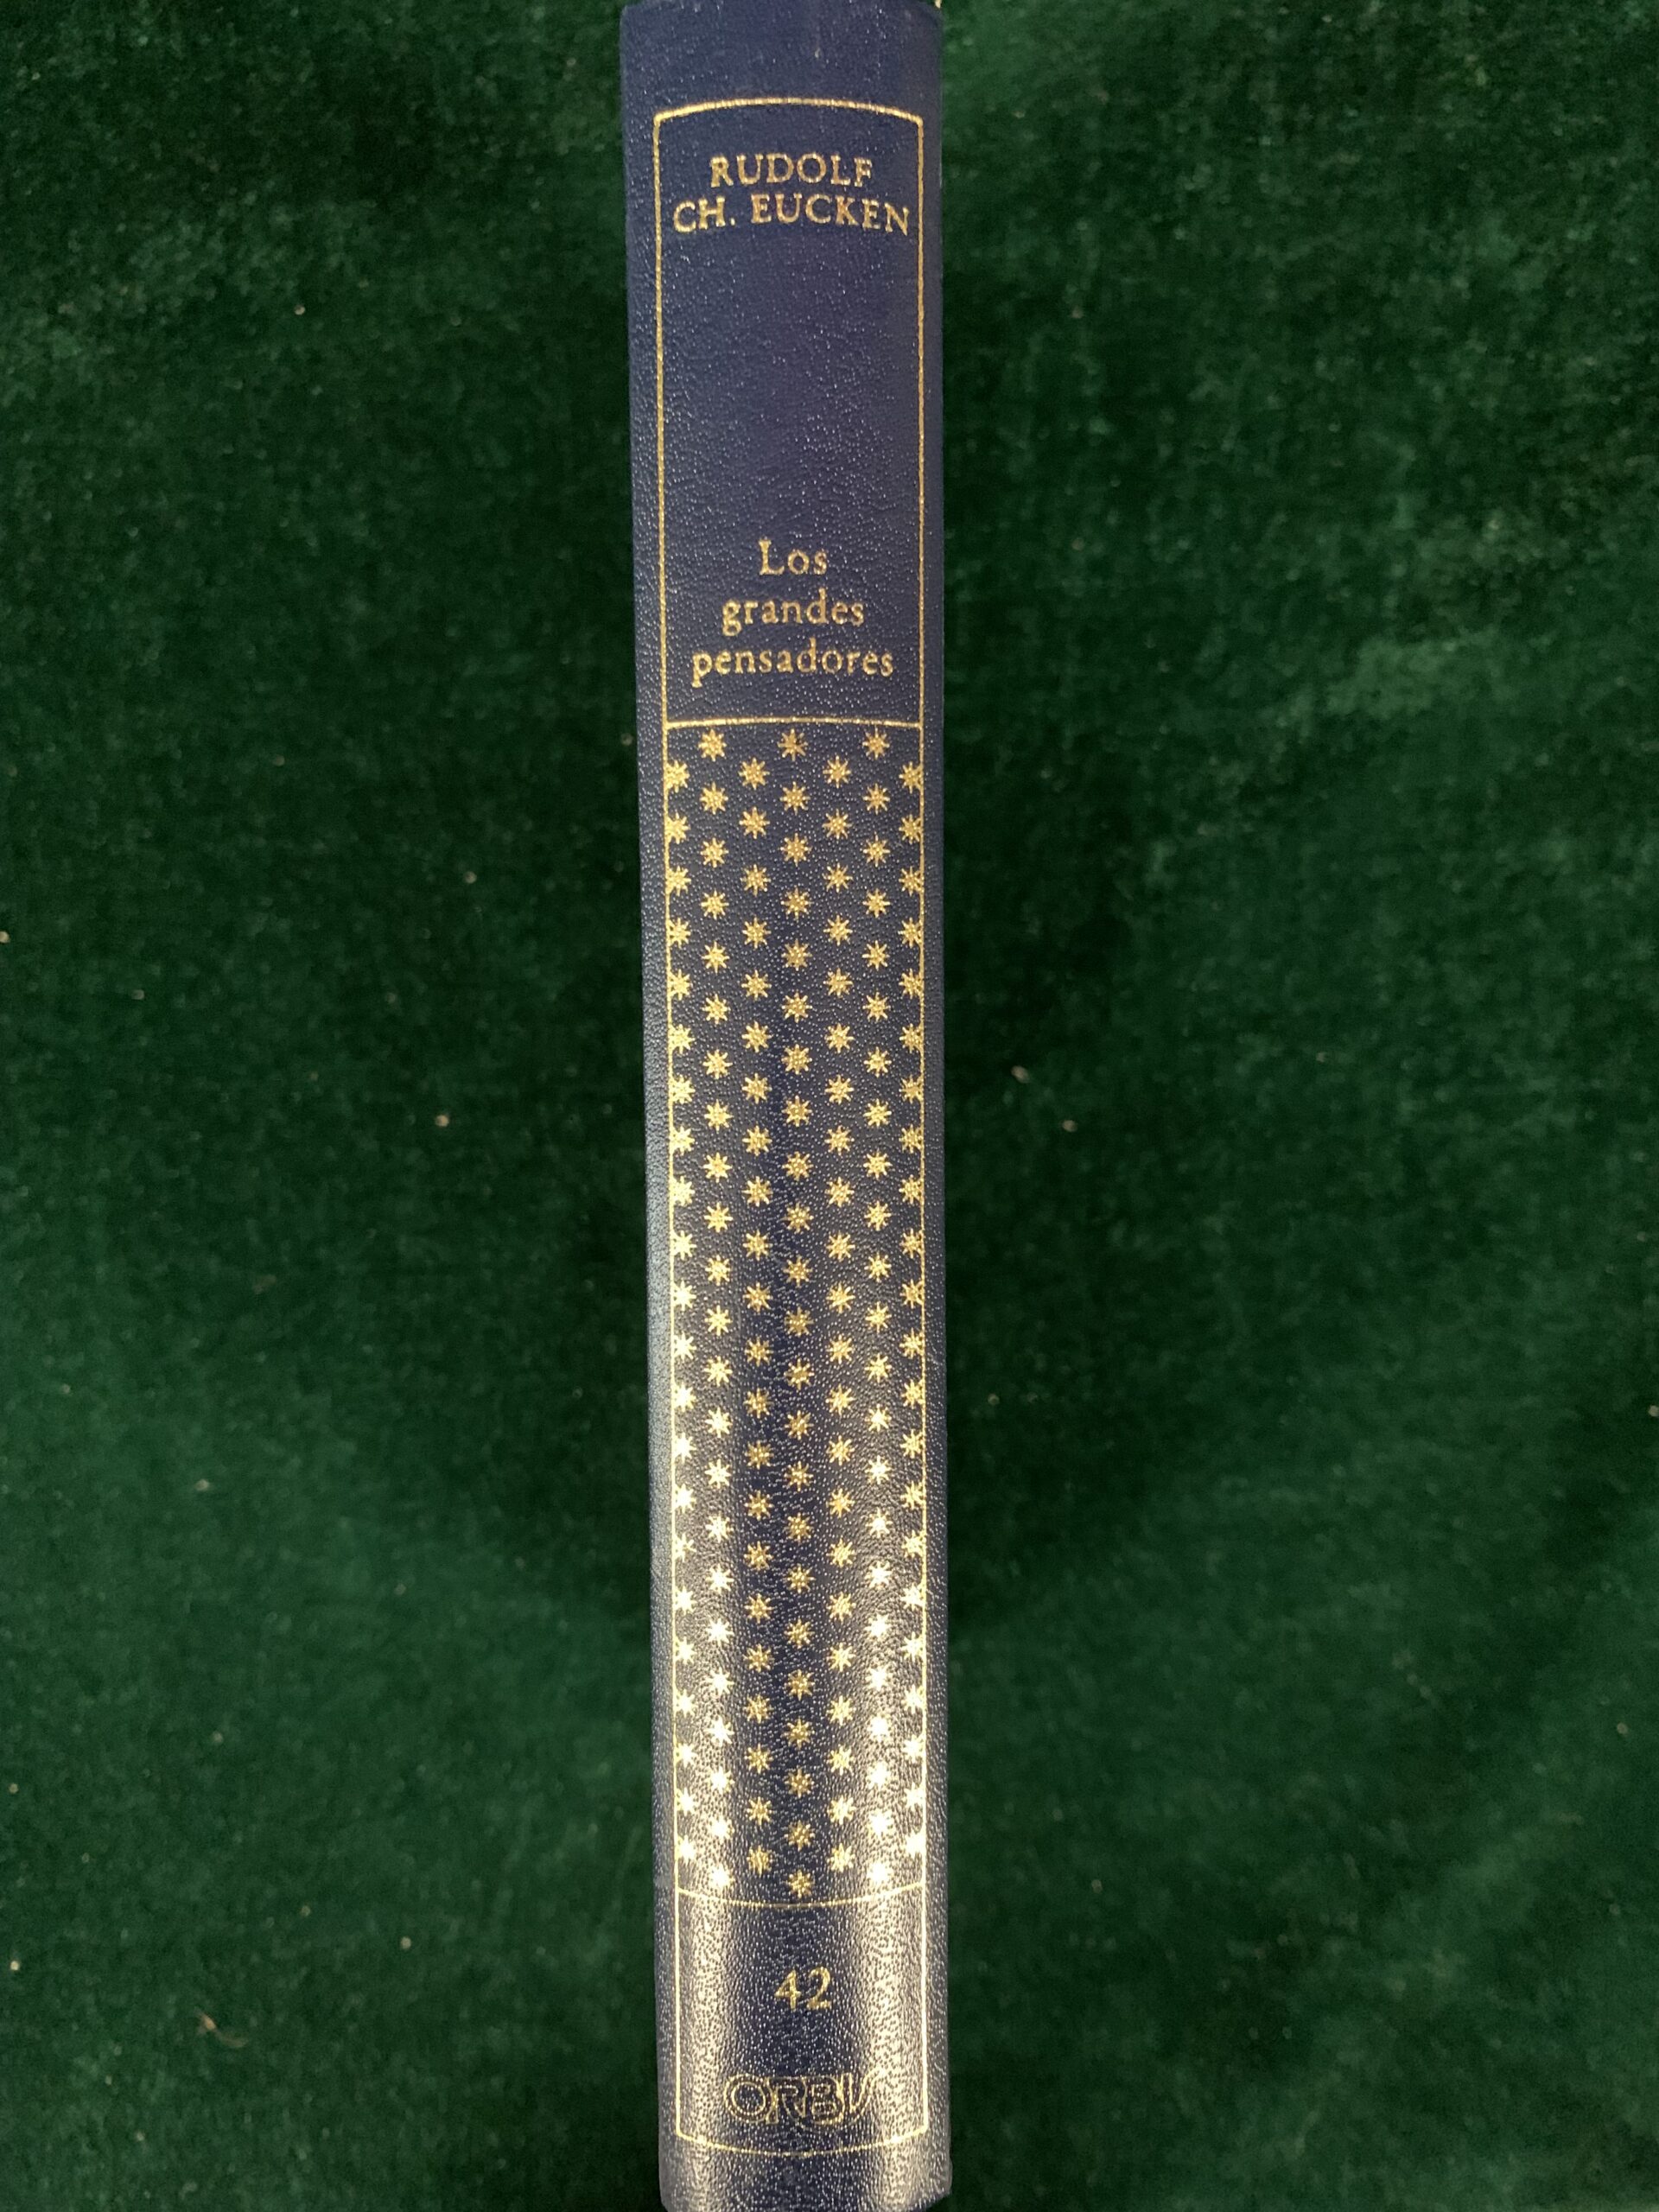 RUDOLF
CH. EUCKEN
Los
grandes
pensadores
42
ORBIS